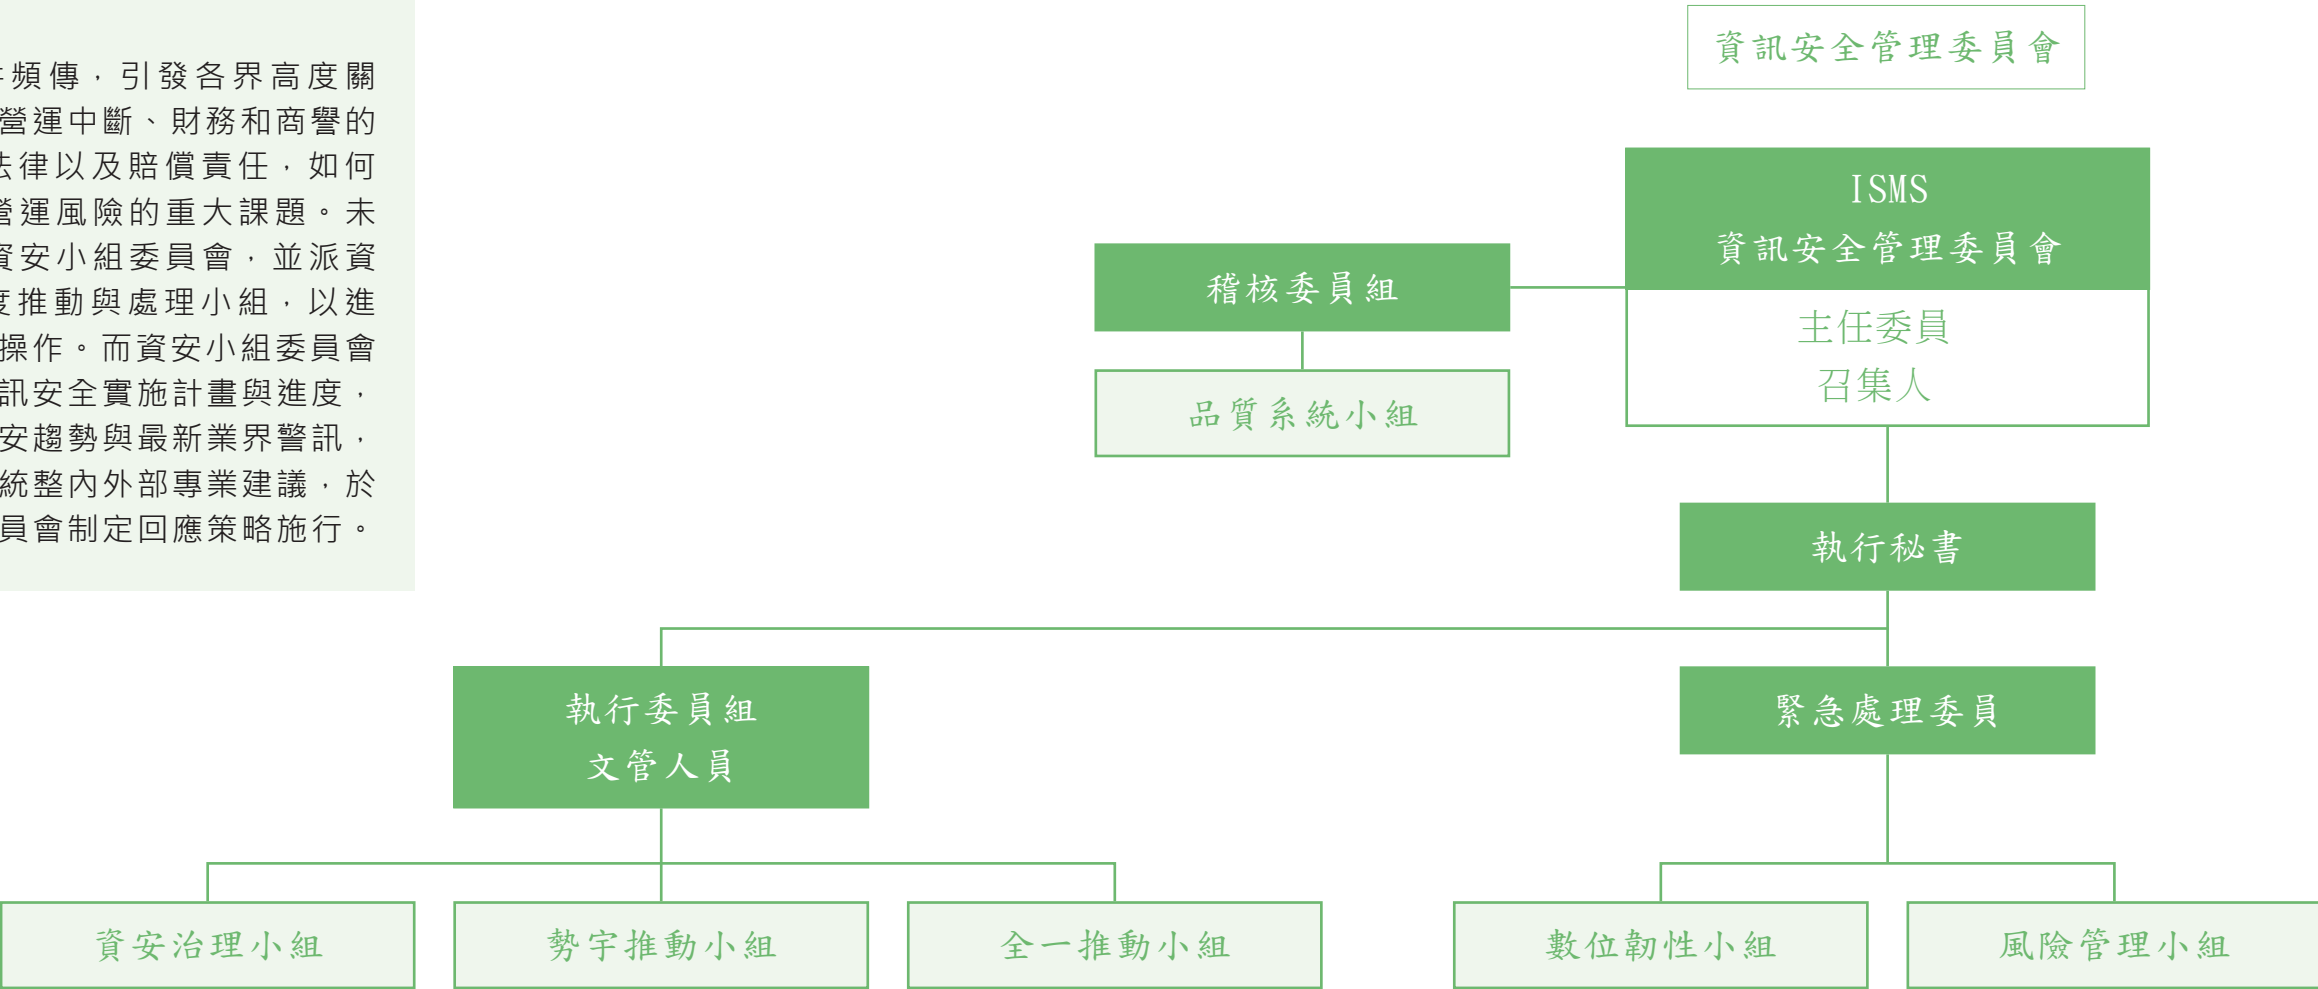 頻傳，引發各界高度關
營運中斷、財務和商譽的
法律以及賠償責任，如何
營運風險的重大課題。未
資安小組委員會，並派資
度推動與處理小組，以進
操作。而資安小組委員會
訊安全實施計畫與進度，
安趨勢與最新業界警訊，
統整內外部專業建議，於
員會制定回應策略施行。
資訊安全管理委員會
ISMS
資訊安全管理委員會
主任委員
召集人
稽核委員組
品質系統小組
執行秘書
執行委員組
文管人員
緊急處理委員
資安治理小組
勢宇推動小組
全一推動小組
數位韌性小組
風險管理小組